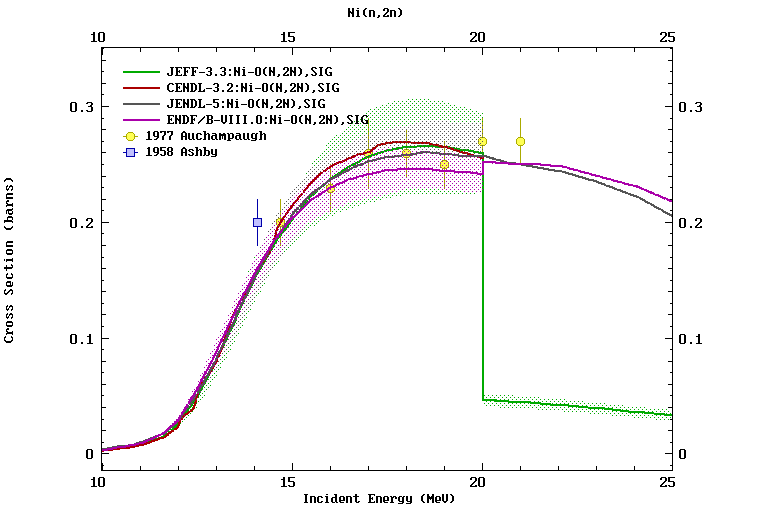 Ni(n,2n)
10 15 20 25
JEFF-3.3:Ni-0(N,2N),SIG
CENDL-3.2:Ni-0(N,2N),SIG
JENDL-5:Ni-0(N,2N),SIG
ENDF/B-VIII.0:Ni-0(N,2N),SIG
1977 Auchampaugh
1958 Ashby
0.3 0.3
0.2 0.2
0.1 0.1
0 0
Cross Section (barns)
10 15 20 25
Incident Energy (MeV)